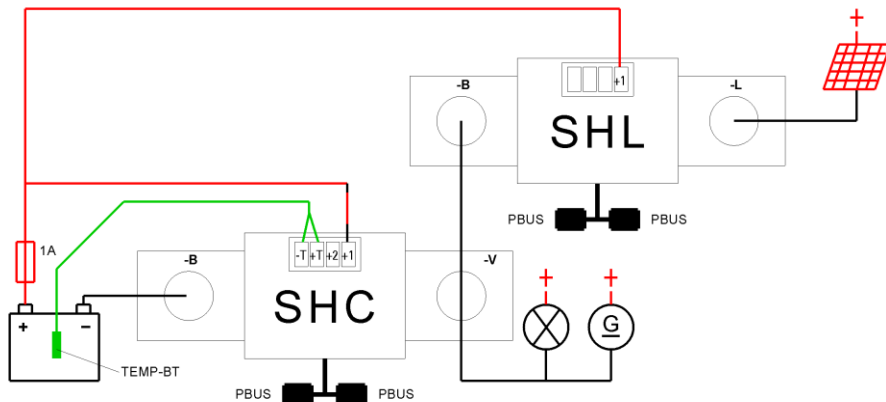 +
+1
-B
-L
SHL
PBUS
PBUS
1A
-T +T +2 +1
-B
-V
SHC
+
+
G
+ −
TEMP-BT
PBUS
PBUS